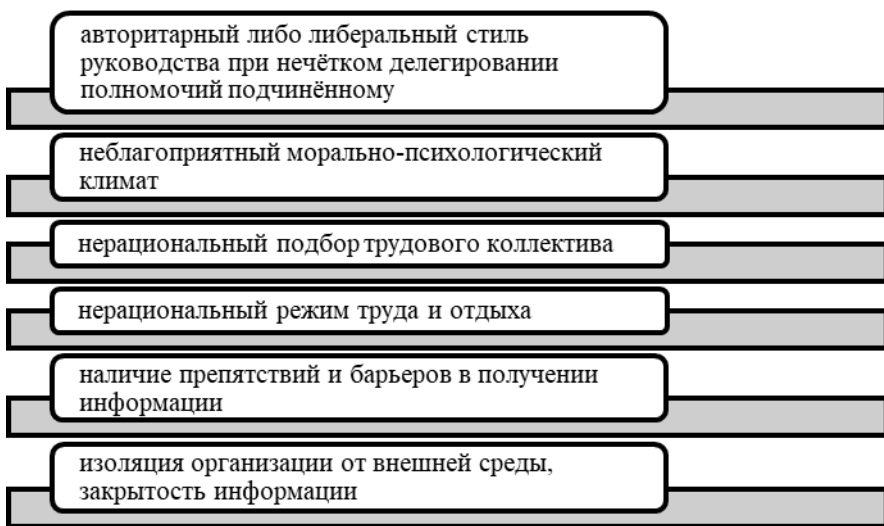 авторитарный либо либеральный стиль
руководства при нечётком делегировании
полномочий подчинённому
неблагоприятный морально-психологический
климат
нерациональный подбор трудового коллектива
нерациональный режим труда и отдыха
наличие препятствий и барьеров в получении
информации
изоляция организации от внешней среды,
закрытость информации